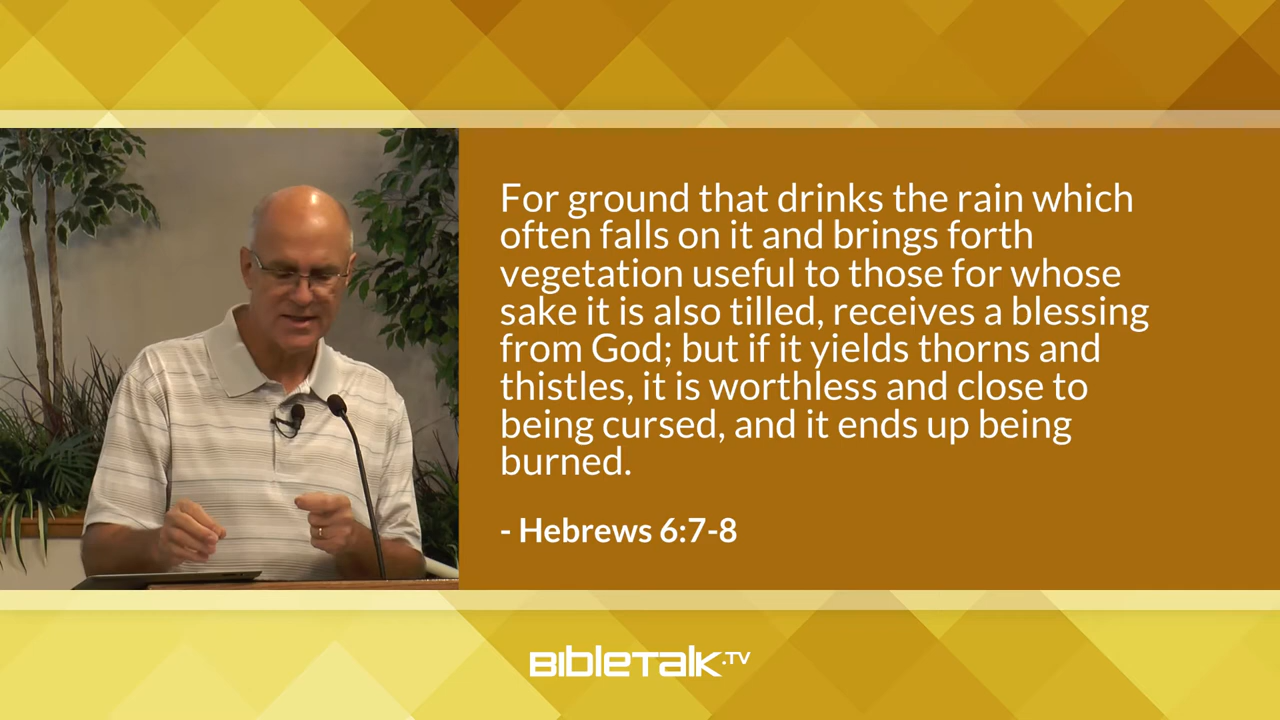 For ground that drinks the rain which
often falls on it and brings forth
vegetation useful to those for whose
sake it is also tilled, receives a blessing
from God; but if it yields thorns and
thistles, it is worthless and close to
being cursed, and it ends up being
burned.
- Hebrews 6:7-8
BibleTalk.TV